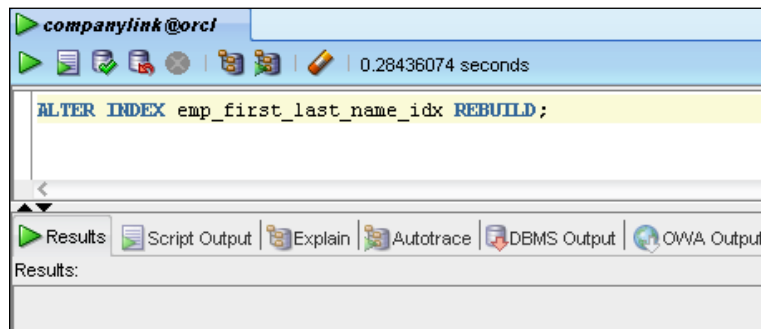 companylink@orcl
0.28436074 seconds
ALTER INDEX emp_first_last_name_idx REBUILD;
Results Script Output Explain Autotrace DBMS Output OWA Output
Results: